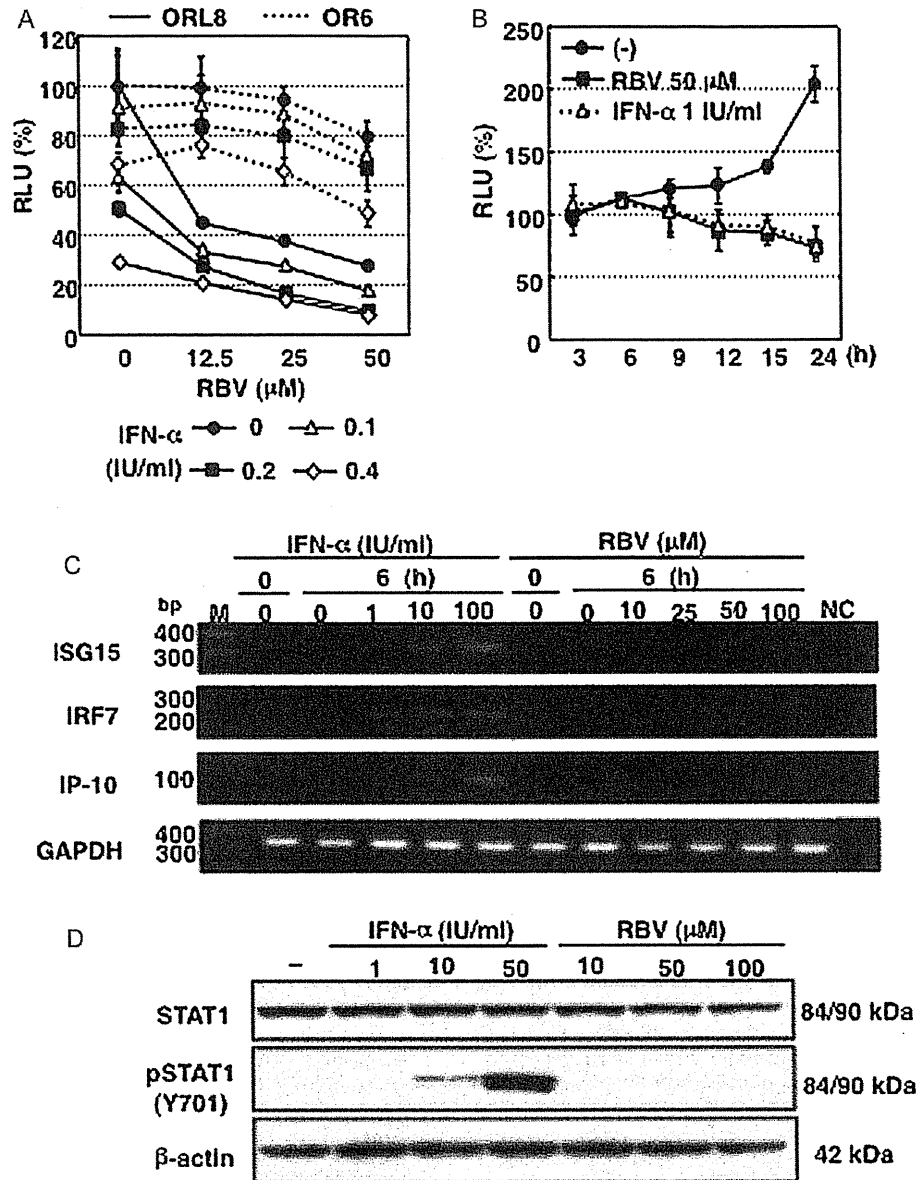 A
ORL8
OR6
RLU (%)
120
100
80
60
40
20
0
0 12.5 25 50
RBV (μM)
IFN-α (IU/ml)
0
0.1
0.2
0.4
B
(-)
RBV 50 μM
IFN-α 1 IU/ml
RLU (%)
250
200
150
100
50
0
3 6 9 12 15 24 (h)
C
IFN-α (IU/ml) RBV (μM)
0 6 (h) 0 6 (h)
bp M 0 0 1 10 100 0 0 10 25 50 100 NC
ISG15 400 300
IRF7 300 200
IP-10 100
GAPDH 400 300
D
IFN-α (IU/ml) RBV (μM)
– 1 10 50 10 50 100
STAT1 84/90 kDa
pSTAT1 (Y701) 84/90 kDa
β-actin 42 kDa